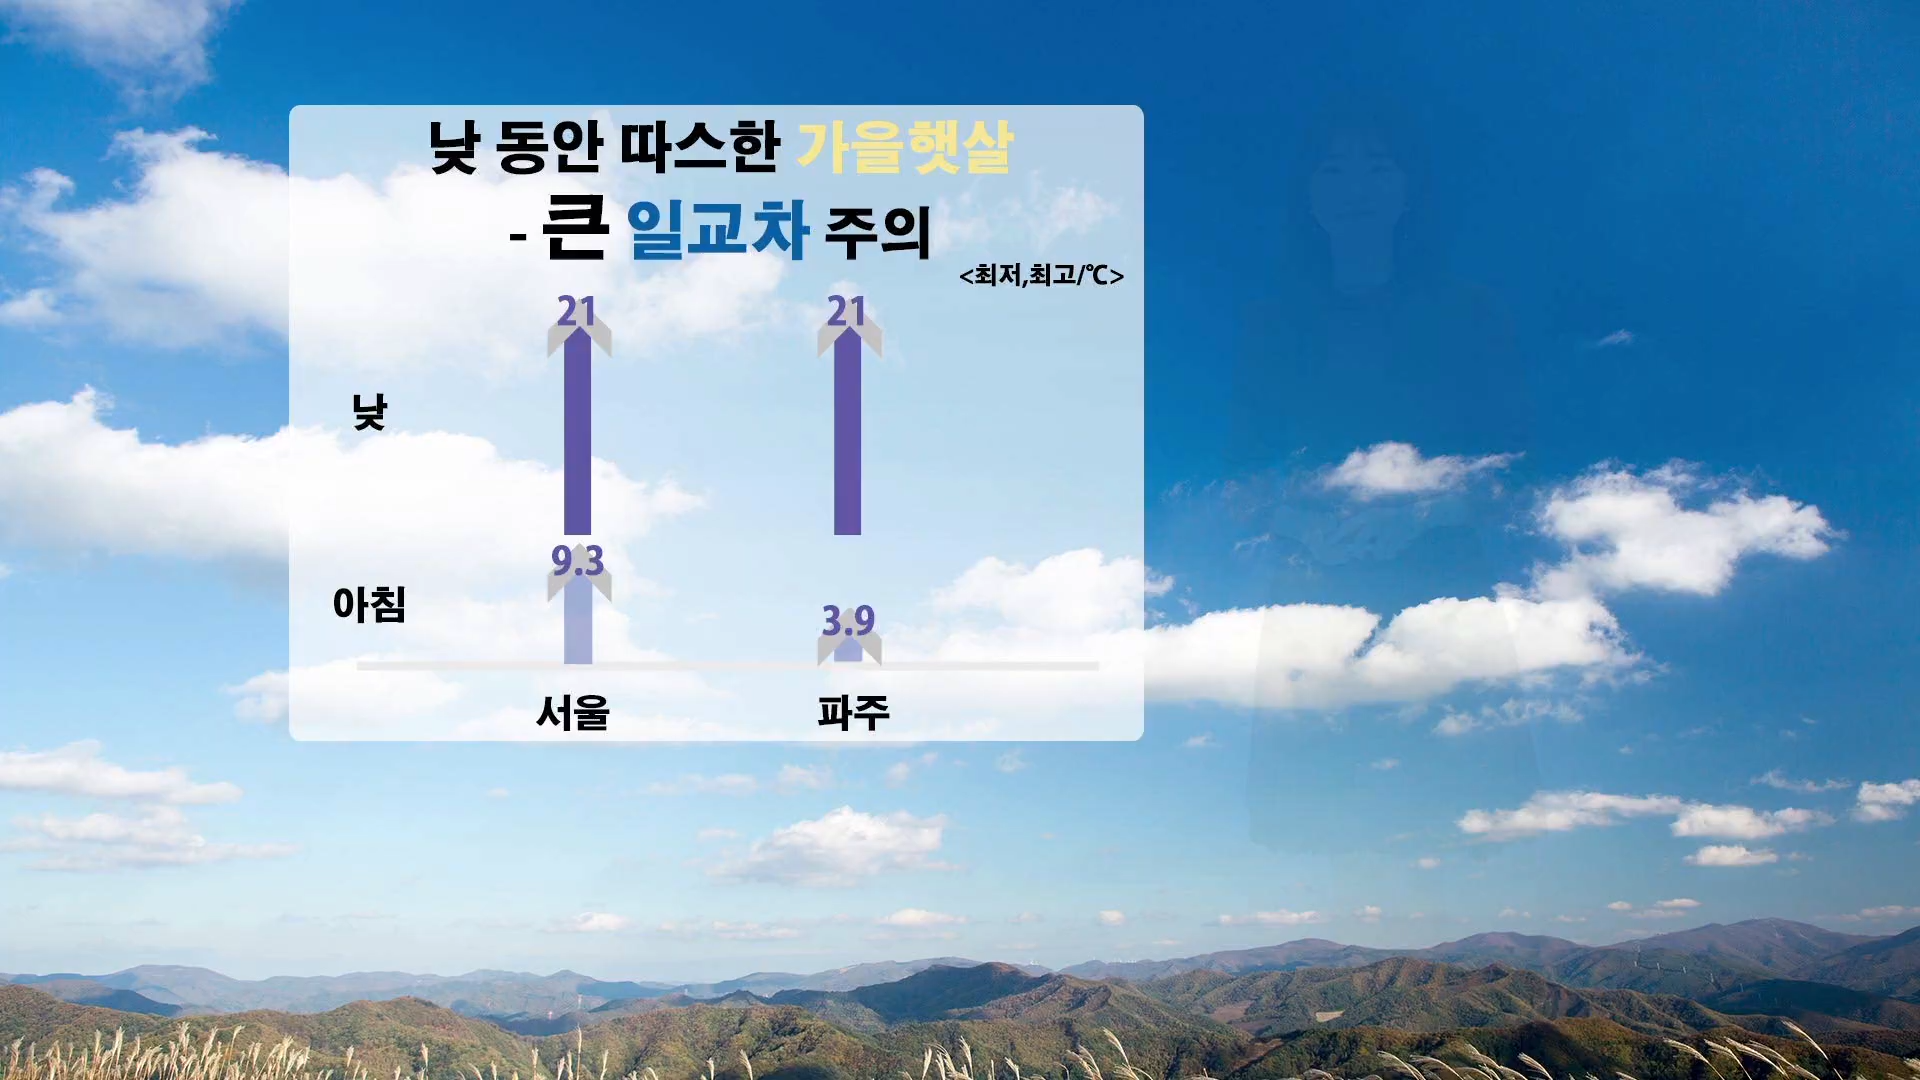 낮 동안 따스한 가을햇살
- 큰 일교차 주의
<최저,최고/℃>
21 21
낮
9.3
아침
3.9
서울 파주